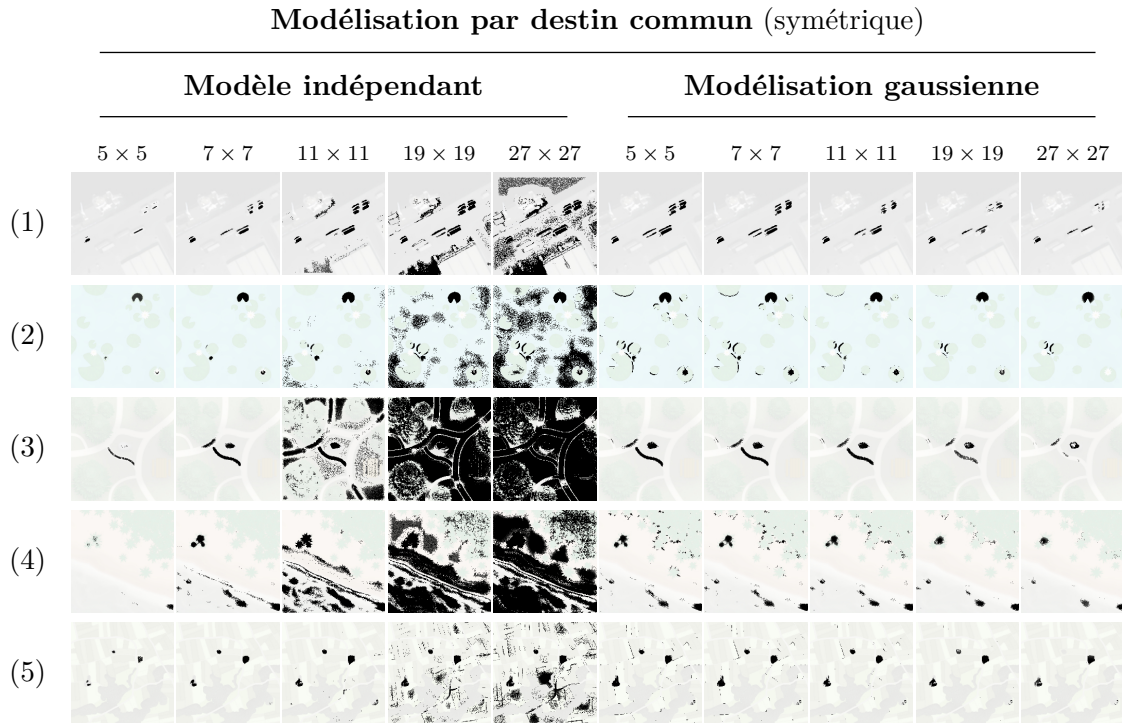 Modélisation par destin commun (symétrique)
Modèle indépendant Modélisation gaussienne
5 × 5 7 × 7 11 × 11 19 × 19 27 × 27 5 × 5 7 × 7 11 × 11 19 × 19 27 × 27
(1)
(2)
(3)
(4)
(5)